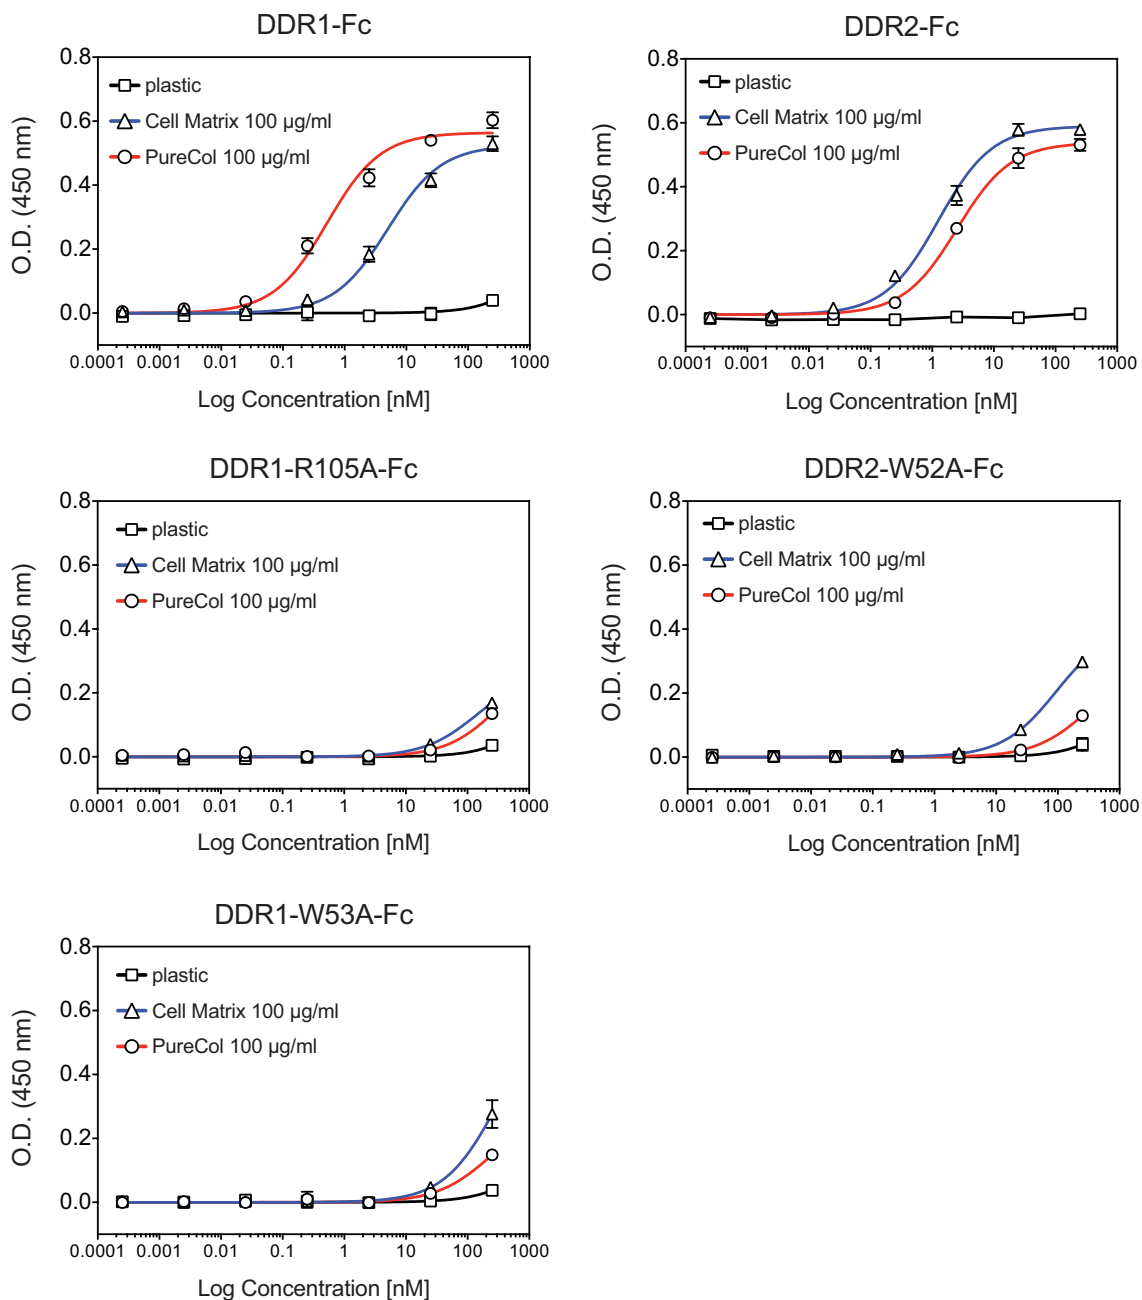 DDR1-Fc
0.8
0.6
0.4
0.2
0.0
O.D. (450 nm)
plastic
Cell Matrix 100 µg/ml
PureCol 100 µg/ml
0.0001 0.001 0.01 0.1 1 10 100 1000
Log Concentration [nM]
DDR2-Fc
0.8
0.6
0.4
0.2
0.0
O.D. (450 nm)
plastic
Cell Matrix 100 µg/ml
PureCol 100 µg/ml
0.0001 0.001 0.01 0.1 1 10 100 1000
Log Concentration [nM]
DDR1-R105A-Fc
0.8
0.6
0.4
0.2
0.0
O.D. (450 nm)
plastic
Cell Matrix 100 µg/ml
PureCol 100 µg/ml
0.0001 0.001 0.01 0.1 1 10 100 1000
Log Concentration [nM]
DDR2-W52A-Fc
0.8
0.6
0.4
0.2
0.0
O.D. (450 nm)
plastic
Cell Matrix 100 µg/ml
PureCol 100 µg/ml
0.0001 0.001 0.01 0.1 1 10 100 1000
Log Concentration [nM]
DDR1-W53A-Fc
0.8
0.6
0.4
0.2
0.0
O.D. (450 nm)
plastic
Cell Matrix 100 µg/ml
PureCol 100 µg/ml
0.0001 0.001 0.01 0.1 1 10 100 1000
Log Concentration [nM]